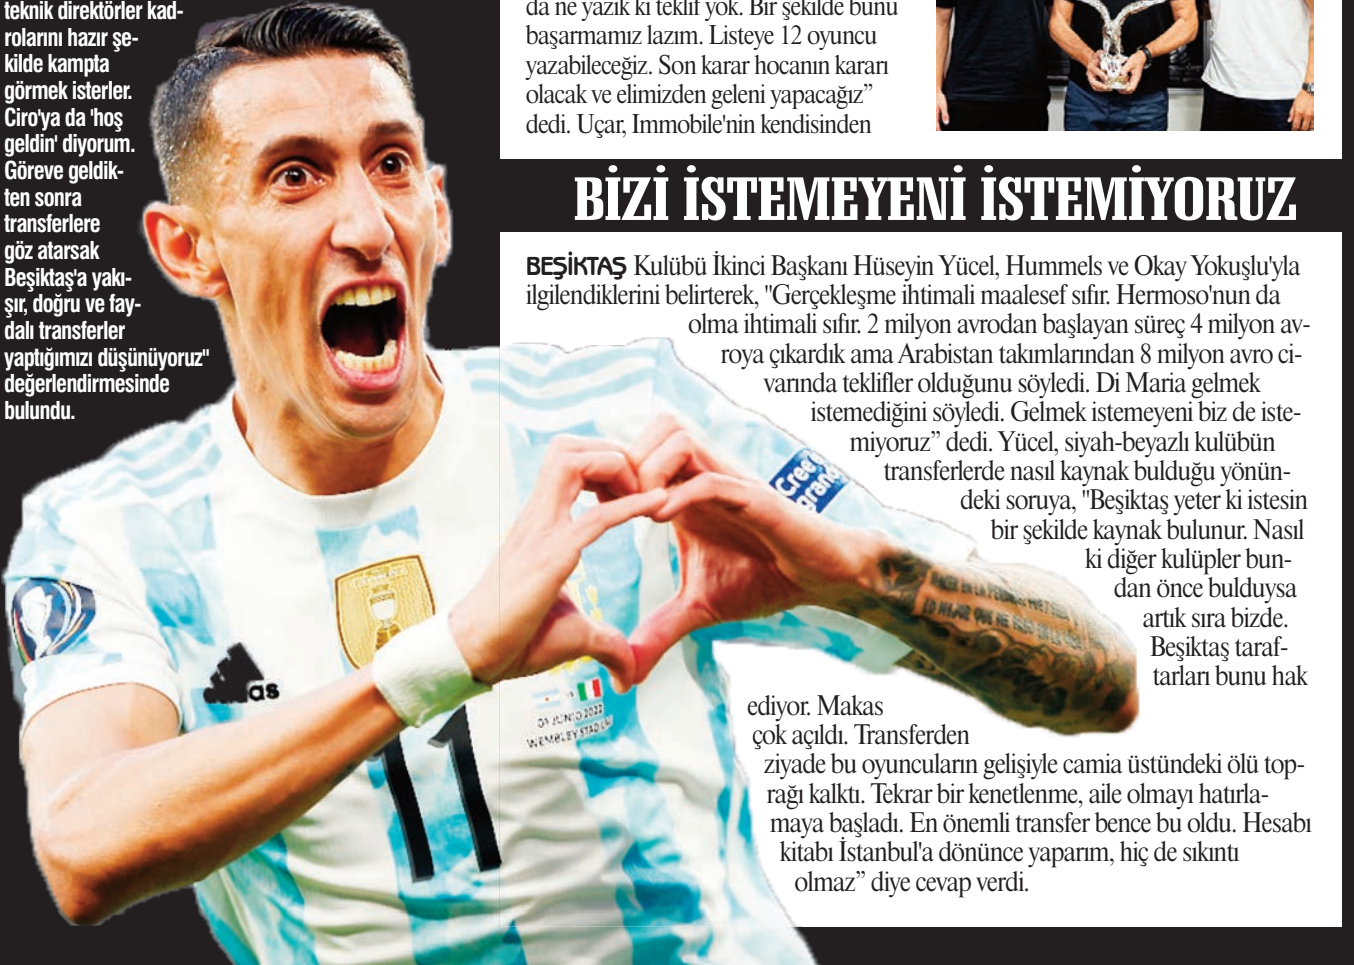 teknik direktörler kad-
rolarını hazır şe-
kilde kampta
görmek isterler.
Ciro'ya da 'hoş
geldin' diyorum.
Göreve geldik-
ten sonra
transferlere
göz atarsak
Beşiktaş'a yakı-
şır, doğru ve fay-
dalı transferler
yaptığımızı düşünüyoruz"
değerlendirmesinde
bulundu.
da ne yazık ki teklif yok. Bir şekilde bunu
başarmamız lazım. Listeye 12 oyuncu
yazabileceğiz. Son karar hocanın kararı
olacak ve elimizden geleni yapacağız”
dedi. Uçar, Immobile'nin kendisinden
BİZİ İSTEMEYENİ İSTEMİYORUZ
BEŞİKTAŞ Kulübü İkinci Başkanı Hüseyin Yücel, Hummels ve Okay Yokuşlu'yla
ilgilendiklerini belirterek, "Gerçekleşme ihtimali maalesef sıfır. Hermoso'nun da
olma ihtimali sıfır. 2 milyon avrodan başlayan süreç 4 milyon av-
roya çıkardık ama Arabistan takımlarından 8 milyon avro ci-
varında teklifler olduğunu söyledi. Di Maria gelmek
istemediğini söyledi. Gelmek istemeyeni biz de iste-
miyoruz” dedi. Yücel, siyah-beyazlı kulübün
transferlerde nasıl kaynak bulduğu yönün-
deki soruya, "Beşiktaş yeter ki istesin
bir şekilde kaynak bulunur. Nasıl
ki diğer kulüpler bun-
dan önce bulduysa
artık sıra bizde.
Beşiktaş taraf-
tarları bunu hak
ediyor. Makas
çok açıldı. Transferden
ziyade bu oyuncuların gelişiyle camia üstündeki ölü top-
rağı kalktı. Tekrar bir kenetlenme, aile olmayı hatırla-
maya başladı. En önemli transfer bence bu oldu. Hesabı
kitabı İstanbul'a dönünce yaparım, hiç de sıkıntı
olmaz” diye cevap verdi.
as
11
01 JUNIO 2022
WEMBLEY STADIUM